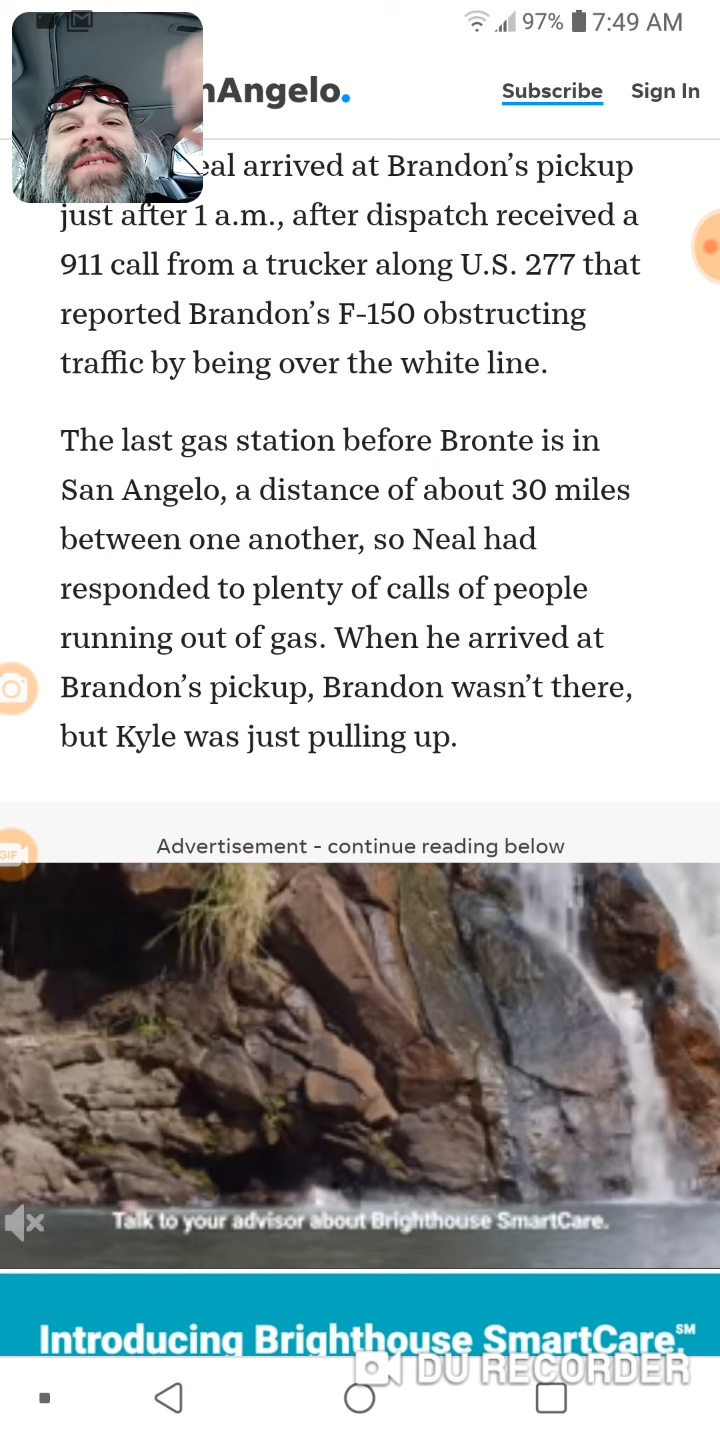 97% 7:49 AM
nAngelo.
Subscribe Sign In
eal arrived at Brandon’s pickup
just after 1 a.m., after dispatch received a
911 call from a trucker along U.S. 277 that
reported Brandon’s F-150 obstructing
traffic by being over the white line.
The last gas station before Bronte is in
San Angelo, a distance of about 30 miles
between one another, so Neal had
responded to plenty of calls of people
running out of gas. When he arrived at
Brandon’s pickup, Brandon wasn’t there,
but Kyle was just pulling up.
GIF
Advertisement - continue reading below
Talk to your advisor about Brighthouse SmartCare.
Introducing Brighthouse SmartCare.℠
DU RECORDER